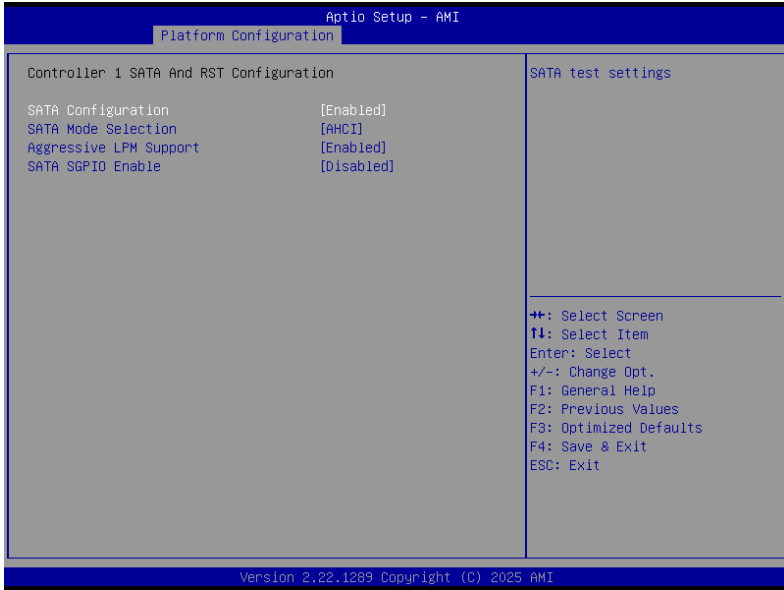 Aptio Setup - AMI
Platform Configuration
Controller 1 SATA And RST Configuration
SATA Configuration [Enabled]
SATA Mode Selection [AHCI]
Aggressive LPM Support [Enabled]
SATA SGPIO Enable [Disabled]
SATA test settings
→←: Select Screen
↑↓: Select Item
Enter: Select
+/-: Change Opt.
F1: General Help
F2: Previous Values
F3: Optimized Defaults
F4: Save & Exit
ESC: Exit
Version 2.22.1289 Copyright (C) 2025 AMI